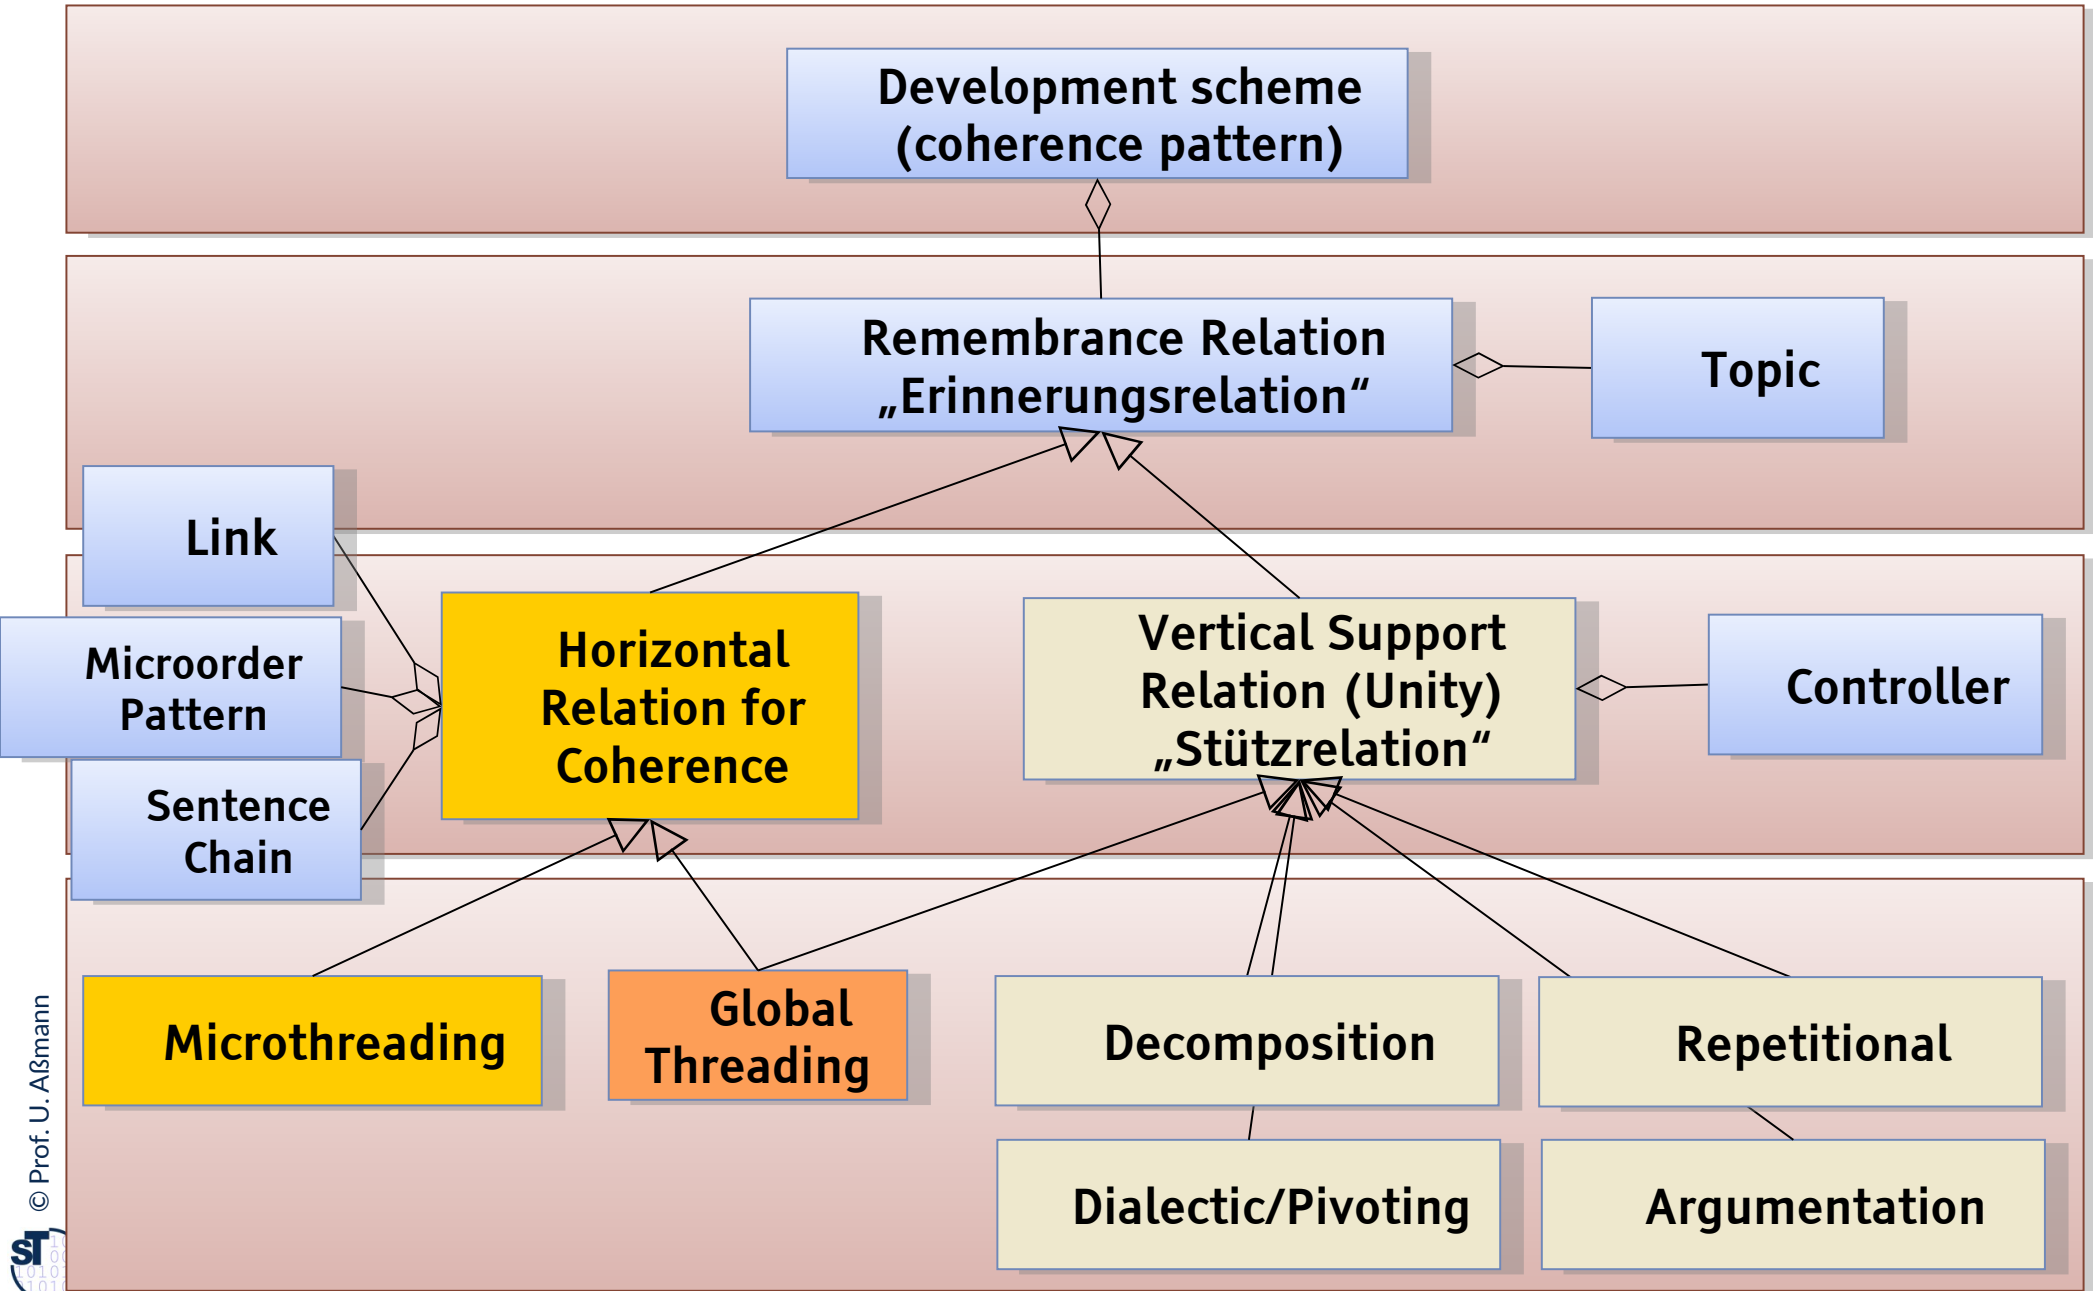 Development scheme
(coherence pattern)
Remembrance Relation
„Erinnerungsrelation“
Topic
Link
Microorder
Pattern
Sentence
Chain
Horizontal
Relation for
Coherence
Vertical Support
Relation (Unity)
„Stützrelation“
Controller
Microthreading
Global
Threading
Decomposition
Repetitional
Dialectic/Pivoting
Argumentation
© Prof. U. Aßmann
ST